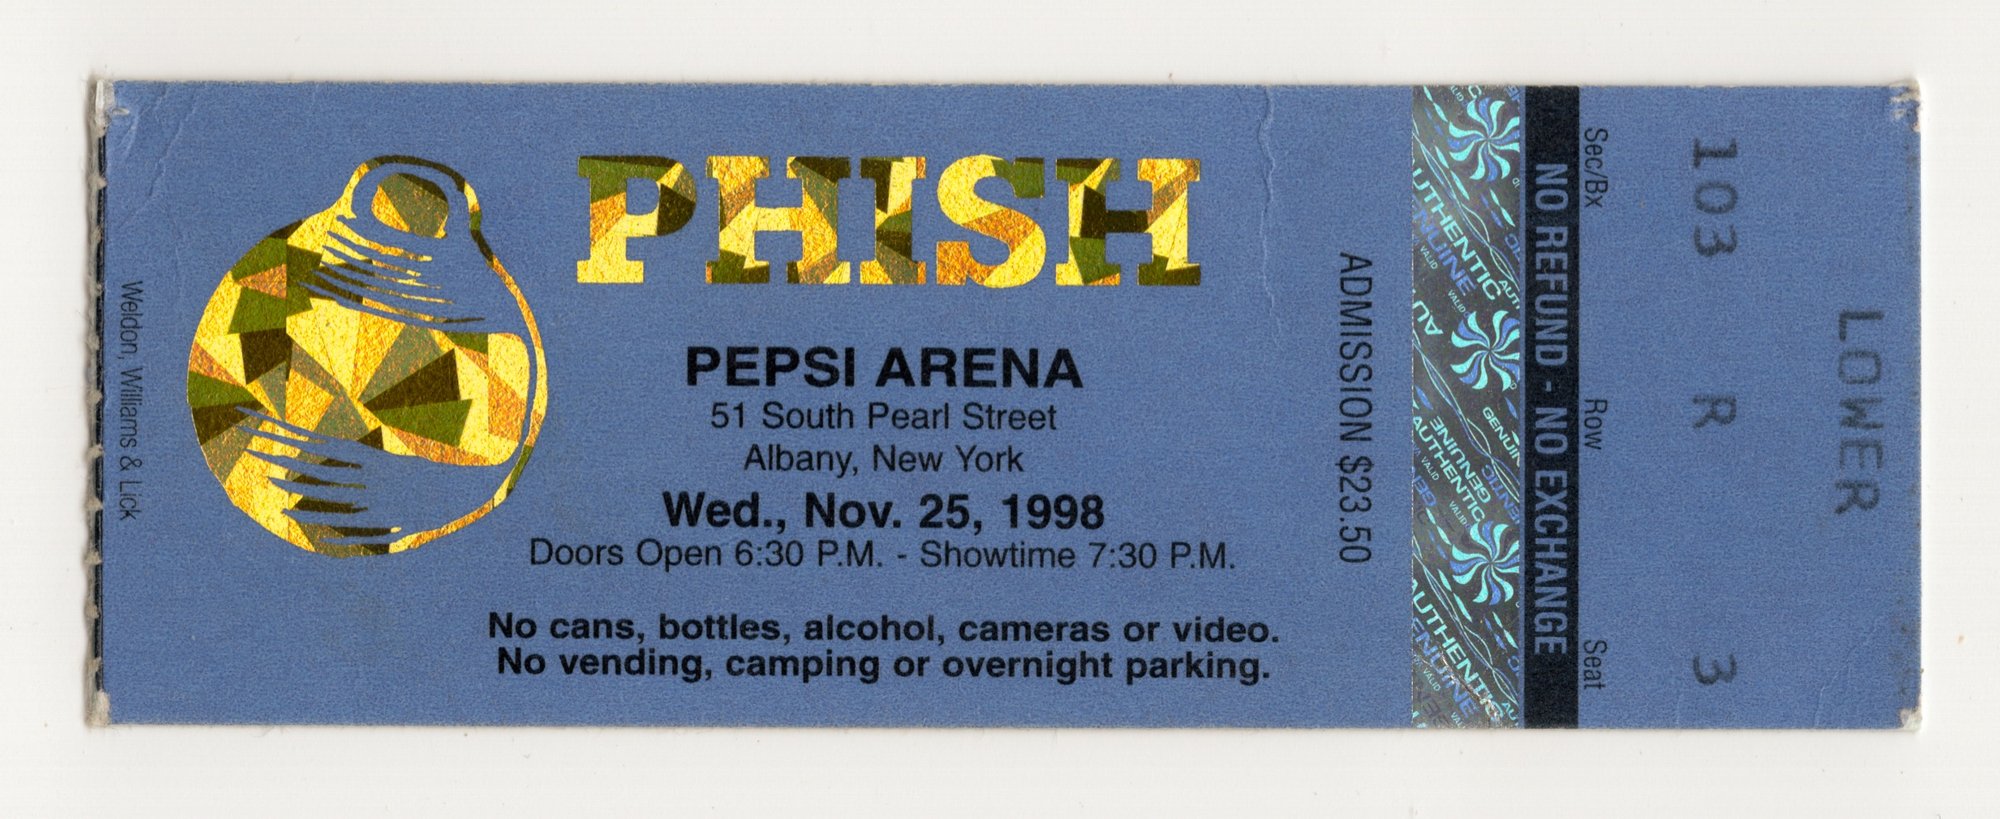 PHISH
PEPSI ARENA
51 South Pearl Street
Albany, New York
Wed., Nov. 25, 1998
Doors Open 6:30 P.M. - Showtime 7:30 P.M.
No cans, bottles, alcohol, cameras or video.
No vending, camping or overnight parking.
Weldon, Williams & Lick
ADMISSION $23.50
AUTHENTIC
GENUINE
VALID
NO REFUND - NO EXCHANGE
Sec/Bx Row Seat
103 R 3
LOWER